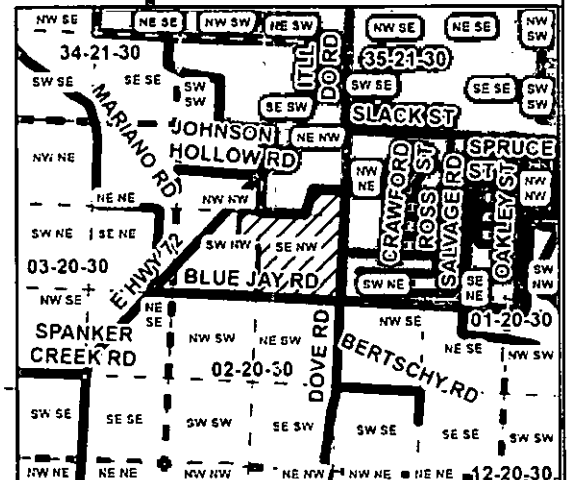 NW SE
NE SE
NW SW
NE SW
NW SE
NE SE
NW
SW
34-21-30
ITLL
DO RD
35-21-30
SW SE
SE SE
SW
SW
SE SW
SW SE
SE SE
SW
SW
SLACK ST
MARIANO RD
JOHNSON
HOLLOW RD
NE NW
SPRUCE
ST
NW NE
NW
NE
CRAWFORD
ROSS ST
SALVAGE RD
OAKLEY ST
NW
NW
NE NE
NW NW
SW NE
SE NE
SW NW
SE NW
03-20-30
E HWY 72
BLUE JAY RD
SW NE
SE
NE
SW
NW
NW SE
NE
SE
NW SE
01-20-30
SPANKER
CREEK RD
NW SW
NE SW
DOVE RD
BERTSCHY RD
NE SE
NW SW
02-20-30
SW SE
SE SE
SW SW
SE SW
SW SE
SE SE
SW SW
NW NE
NE NE
NW NW
NE NW
NW NE
NE NE
12-20-30